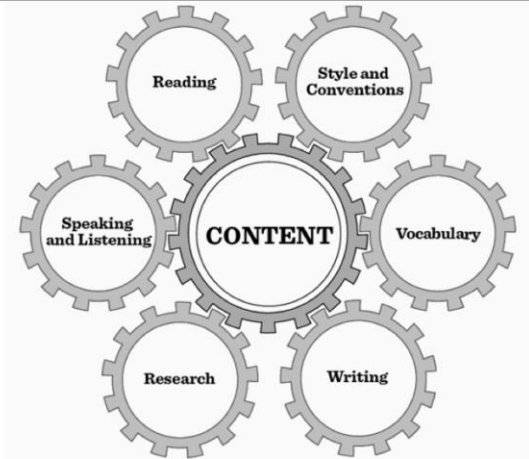 Reading
Style and
Conventions
Speaking
and Listening
CONTENT
Vocabulary
Research
Writing